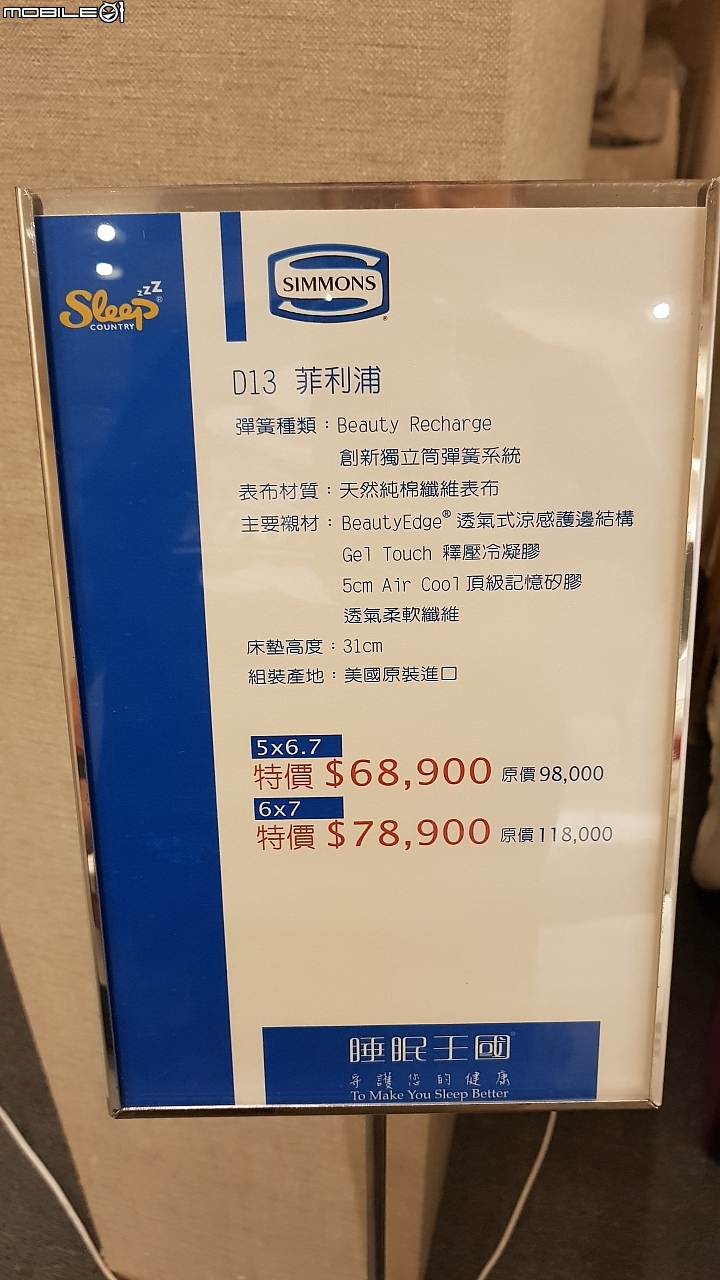 MOBILE01
Sleep zzZ ®
COUNTRY
SIMMONS ®
D13 菲利浦
彈簧種類：Beauty Recharge
創新獨立筒彈簧系統
表布材質：天然純棉纖維表布
主要襯材：BeautyEdge® 透氣式涼感護邊結構
Gel Touch 釋壓冷凝膠
5cm Air Cool 頂級記憶矽膠
透氣柔軟纖維
床墊高度：31cm
組裝產地：美國原裝進口
5x6.7
特價 $68,900 原價 98,000
6x7
特價 $78,900 原價 118,000
睡眠王國
守護您的健康
To Make You Sleep Better